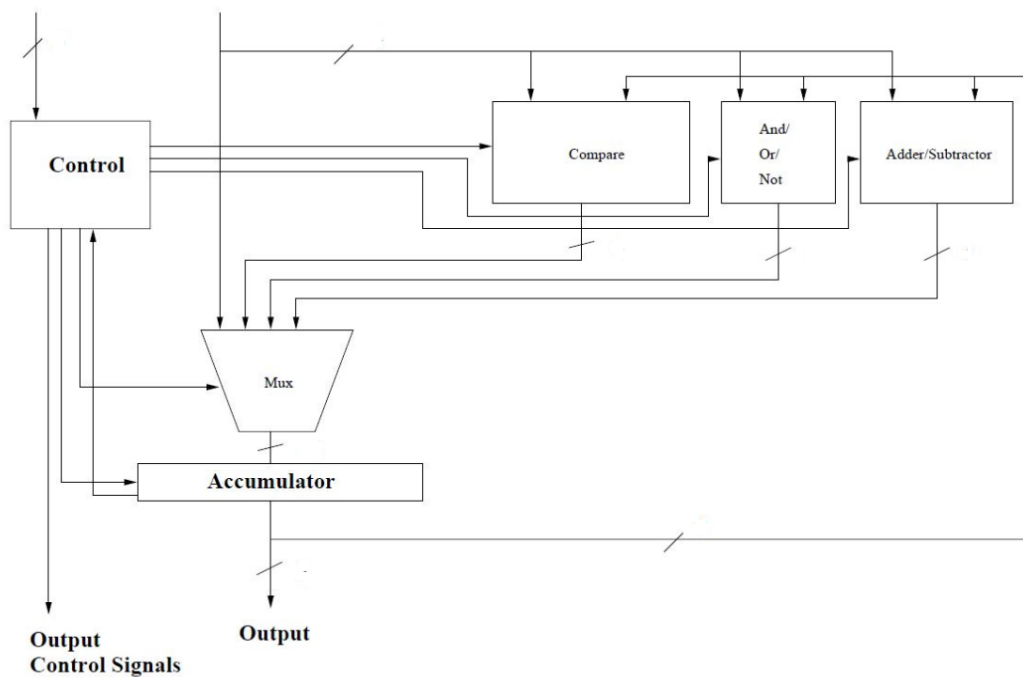 Control
Compare
And/
Or/
Not
Adder/Subtractor
Mux
Accumulator
Output
Output
Control Signals